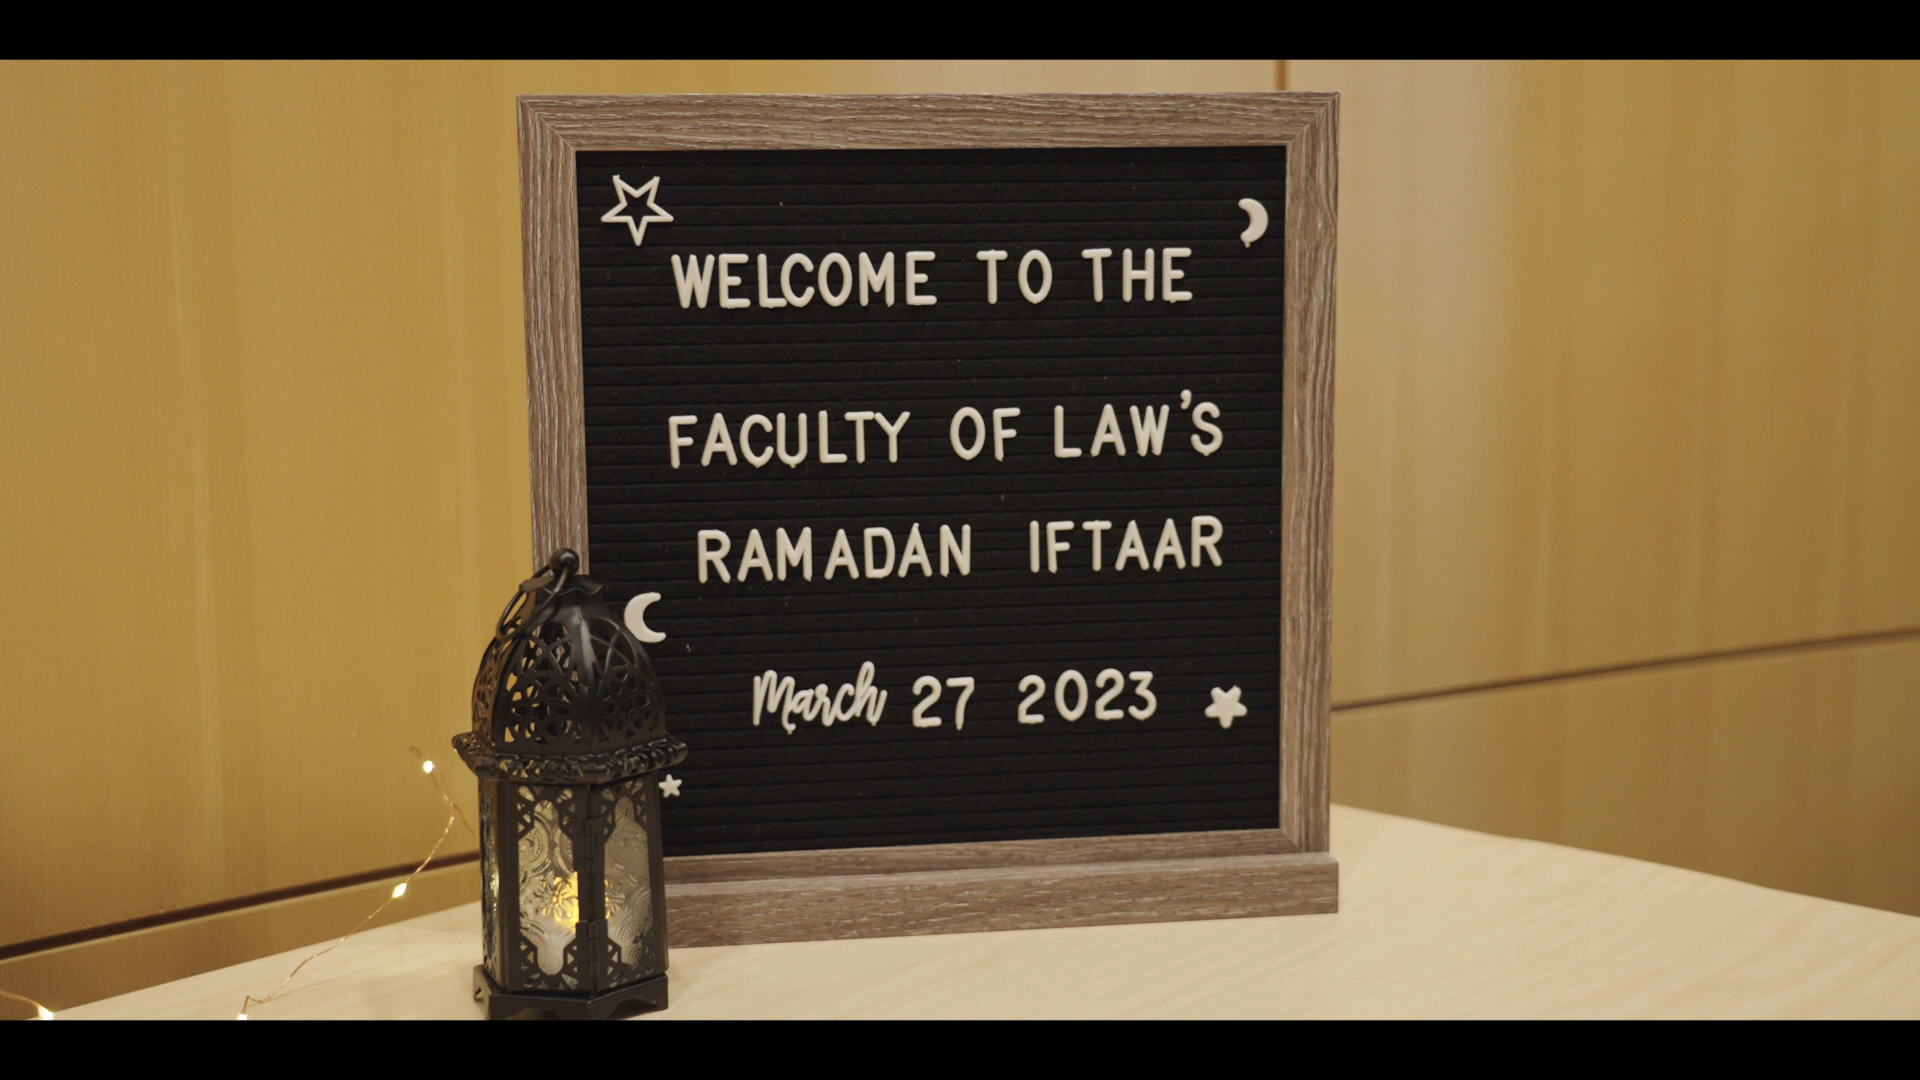 WELCOME TO THE
FACULTY OF LAW'S
RAMADAN IFTAAR
March 27 2023